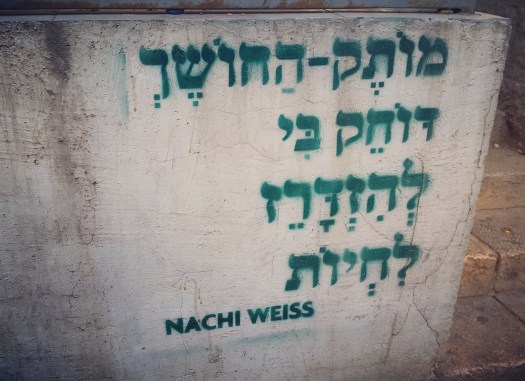 מוֹתֶק-הַחוֹשֶׁךְ
דּוֹחֵק בִּי
לְהִזְדָּרֵז
לִחְיוֹת
NACHI WEISS